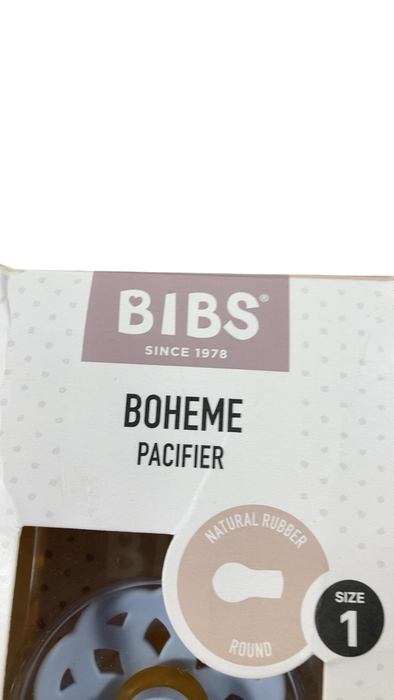 BIBS®
SINCE 1978
BOHEME
PACIFIER
NATURAL RUBBER
ROUND
SIZE
1